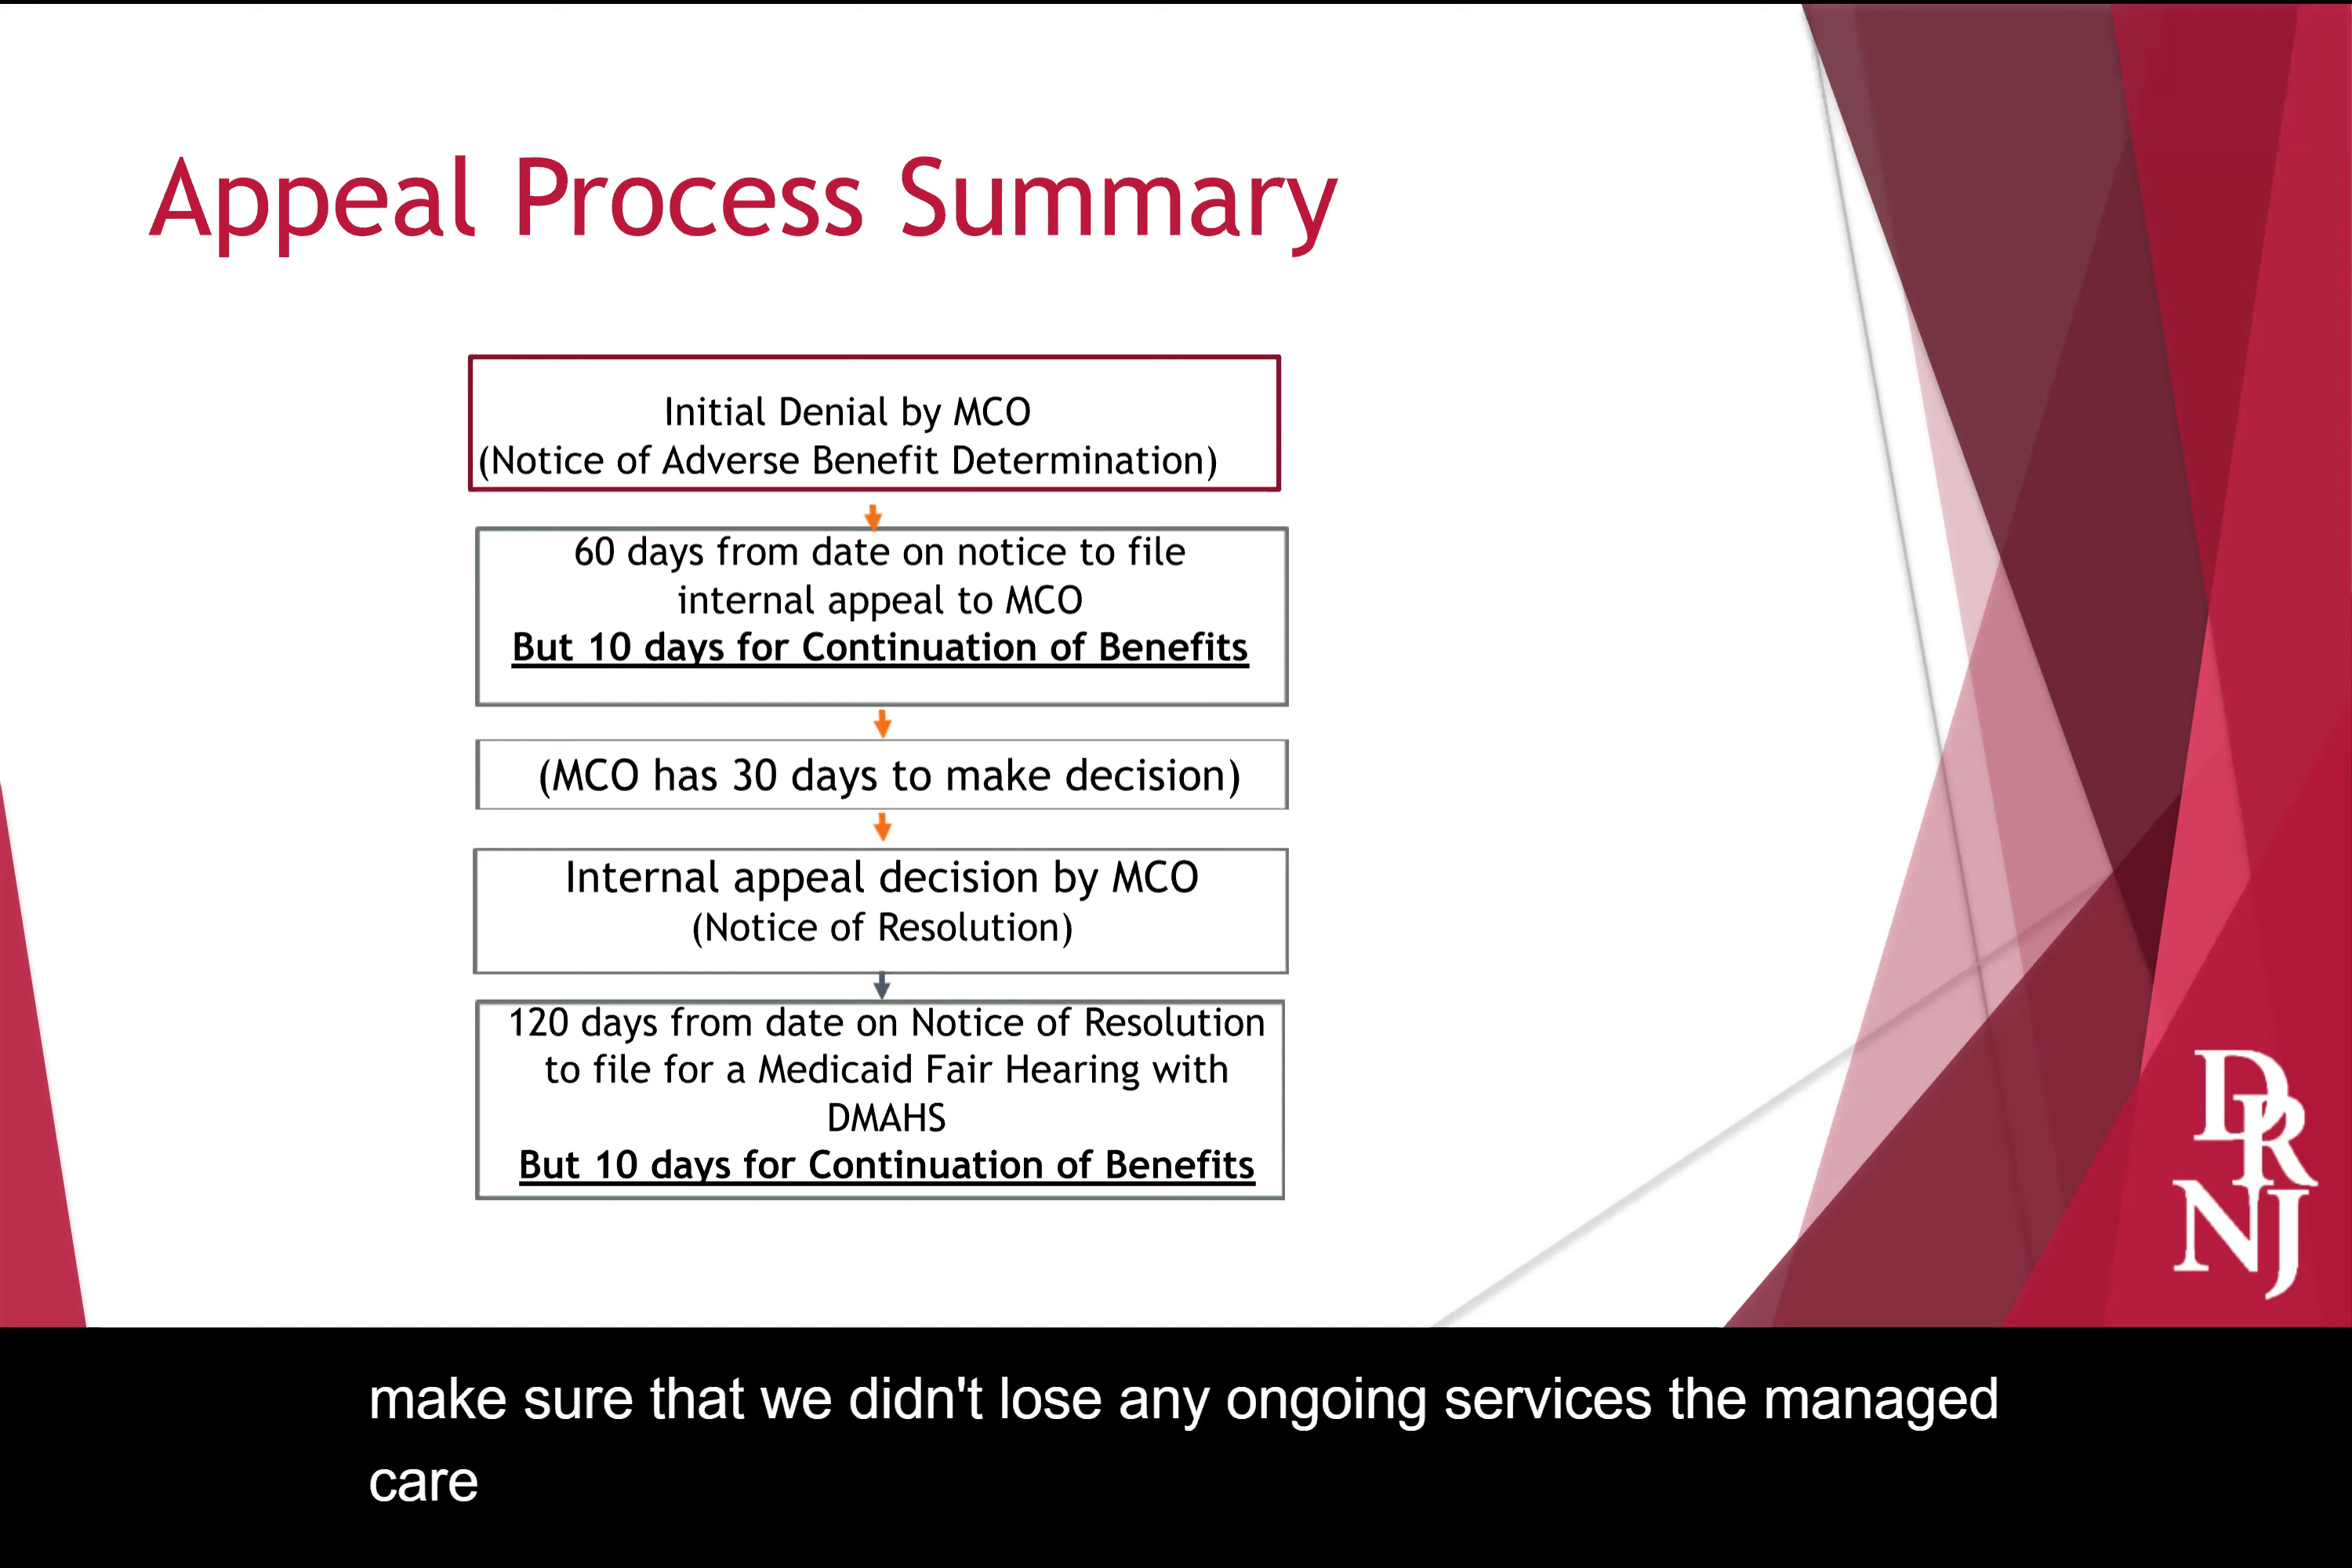 Appeal Process Summary
Initial Denial by MCO
(Notice of Adverse Benefit Determination)
60 days from date on notice to file
internal appeal to MCO
But 10 days for Continuation of Benefits
(MCO has 30 days to make decision)
Internal appeal decision by MCO
(Notice of Resolution)
120 days from date on Notice of Resolution
to file for a Medicaid Fair Hearing with
DMAHS
But 10 days for Continuation of Benefits
DR
NJ
make sure that we didn't lose any ongoing services the managed
care